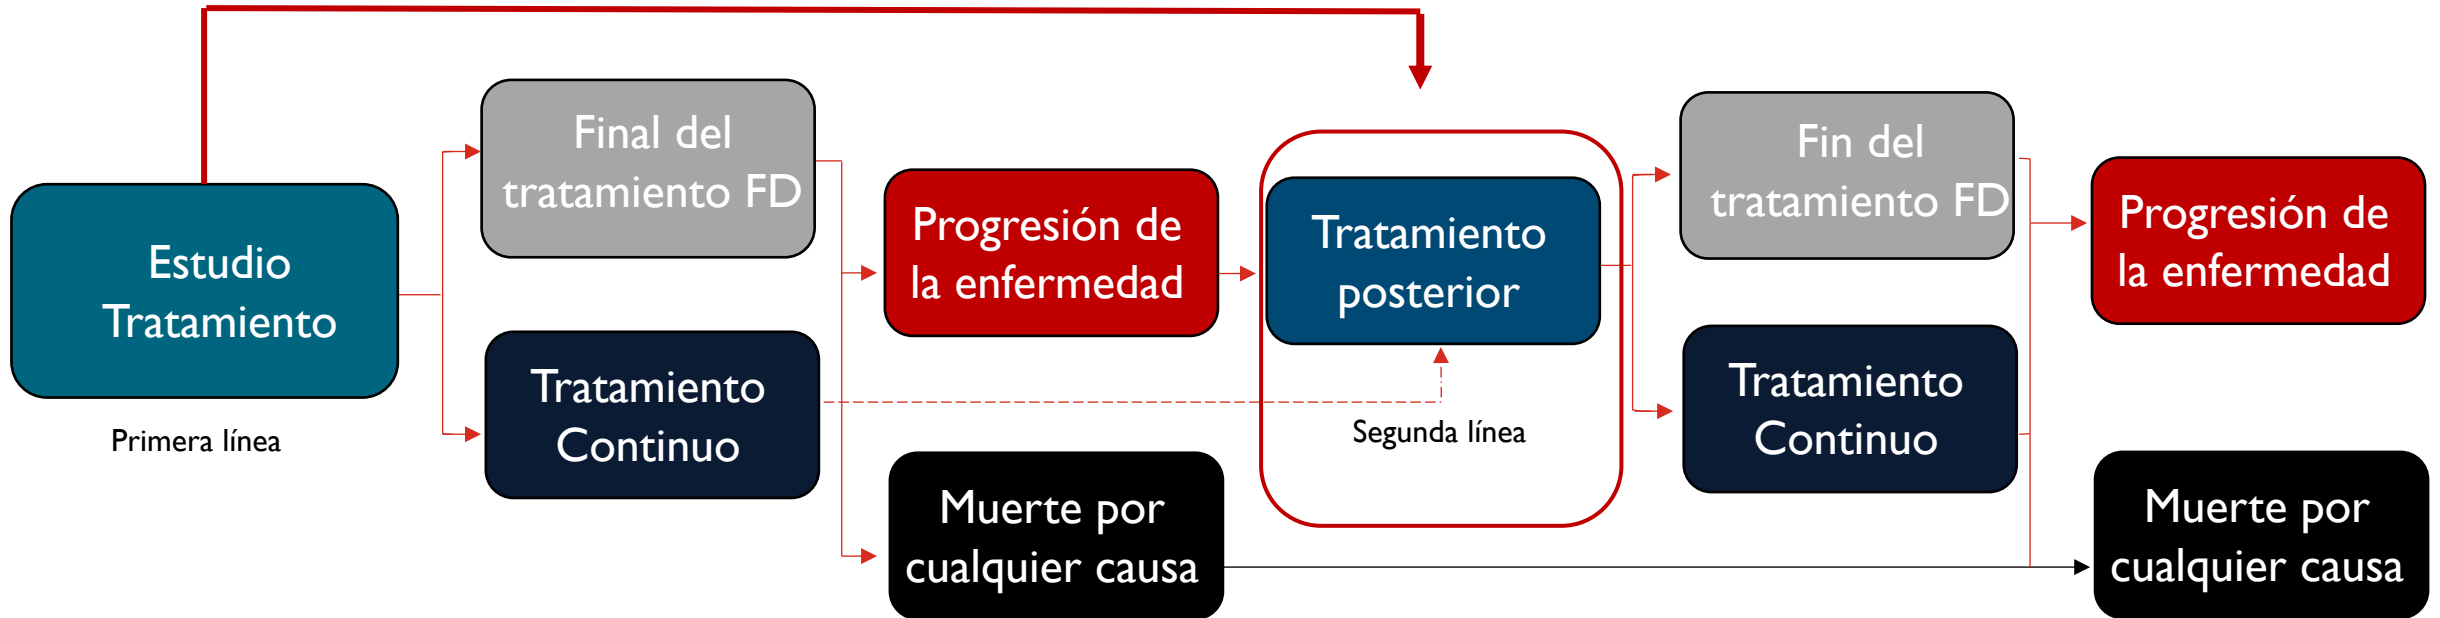 Estudio
Tratamiento
Primera línea
Final del
tratamiento FD
Tratamiento
Continuo
Progresión de
la enfermedad
Muerte por
cualquier causa
Tratamiento
posterior
Segunda línea
Fin del
tratamiento FD
Tratamiento
Continuo
Progresión de
la enfermedad
Muerte por
cualquier causa